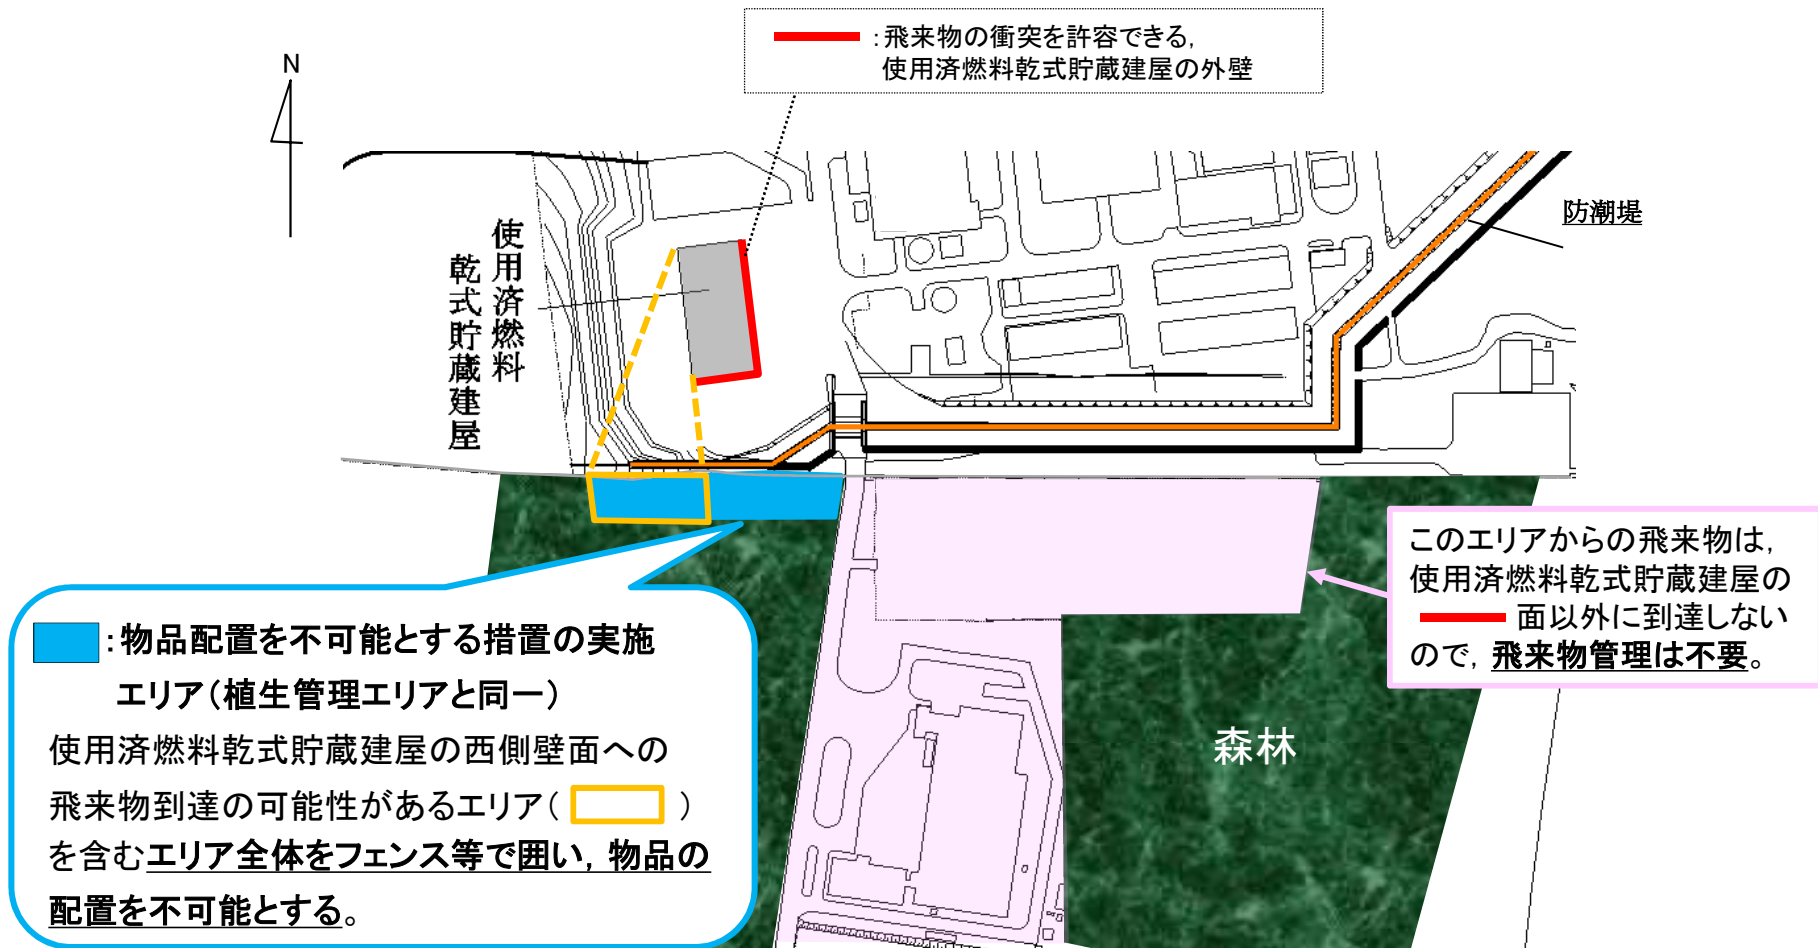 ：飛来物の衝突を許容できる，
使用済燃料乾式貯蔵建屋の外壁
N
防潮堤
使用済燃料
乾式貯蔵建屋
このエリアからの飛来物は，
使用済燃料乾式貯蔵建屋の
面以外に到達しない
ので，飛来物管理は不要。
：物品配置を不可能とする措置の実施
エリア（植生管理エリアと同一）
使用済燃料乾式貯蔵建屋の西側壁面への
飛来物到達の可能性があるエリア（　　　）
を含むエリア全体をフェンス等で囲い，物品の
配置を不可能とする。
森林